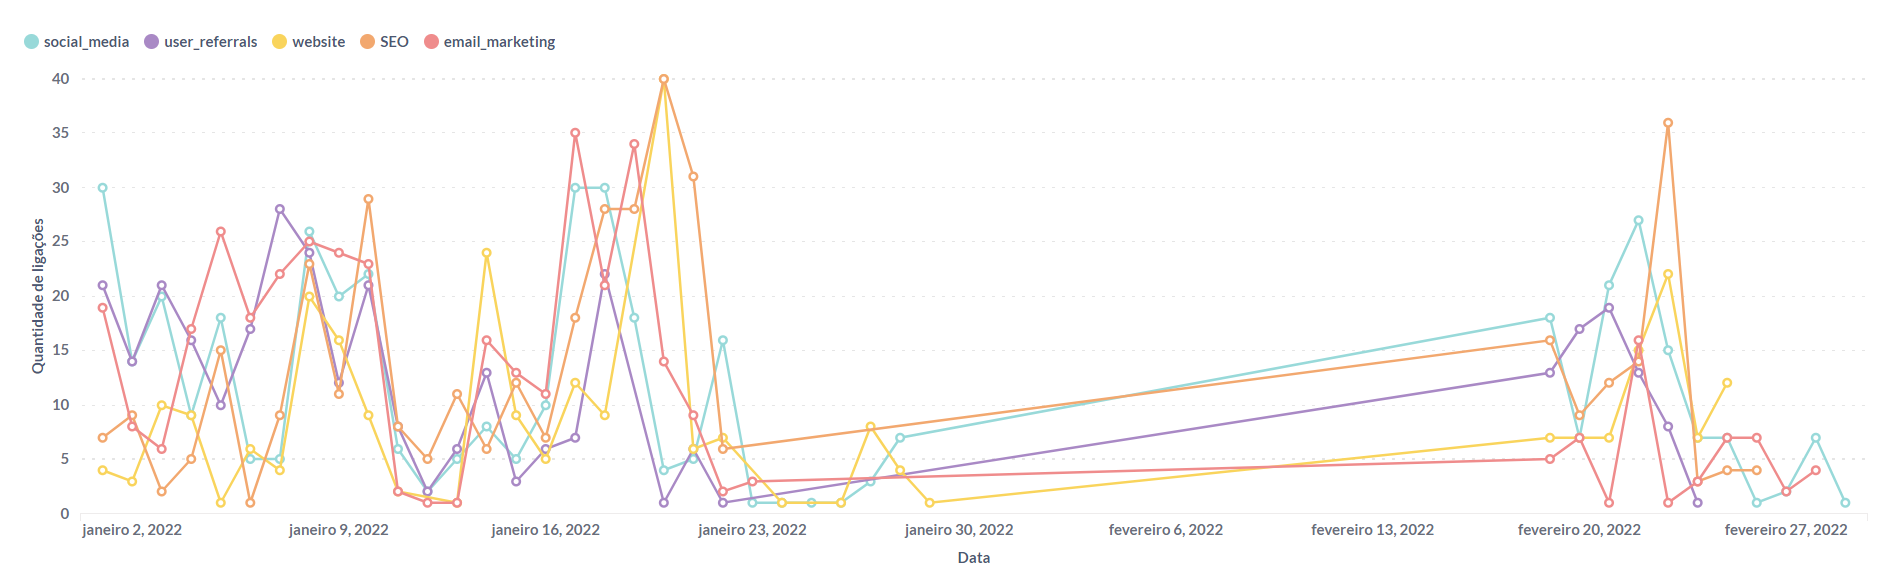 social_media user_referrals website SEO email_marketing
Quantidade de ligações
40
35
30
25
20
15
10
5
0
janeiro 2, 2022 janeiro 9, 2022 janeiro 16, 2022 janeiro 23, 2022 janeiro 30, 2022 fevereiro 6, 2022 fevereiro 13, 2022 fevereiro 20, 2022 fevereiro 27, 2022
Data